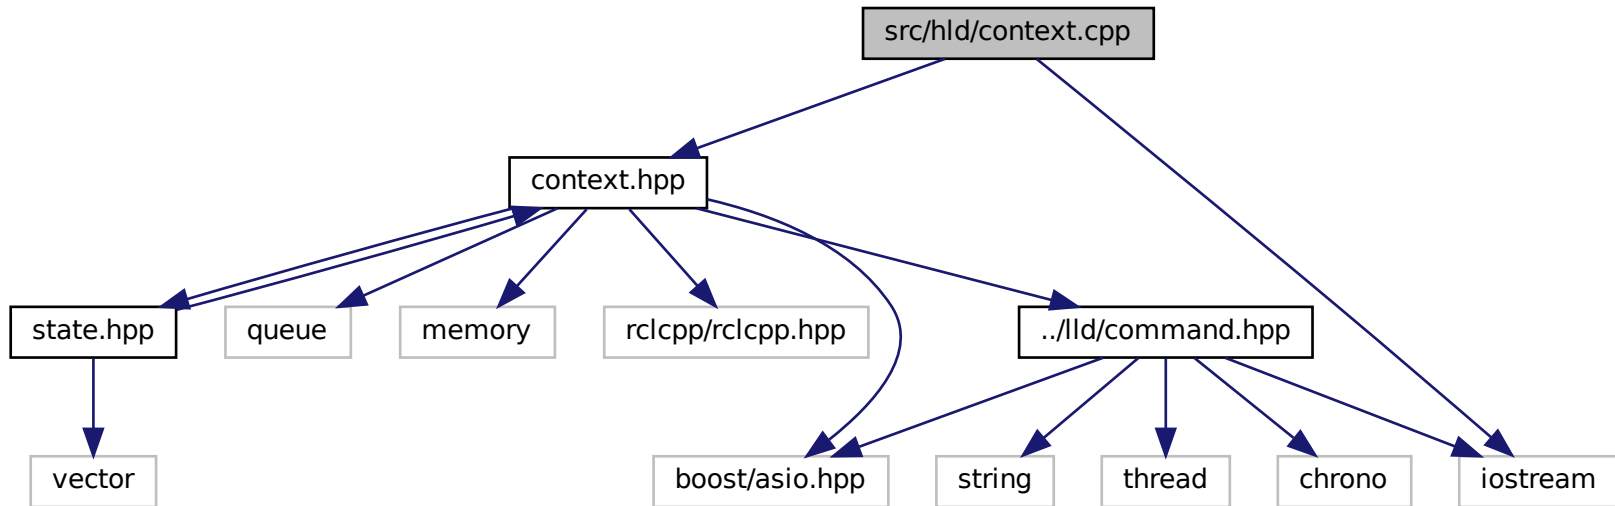 src/hld/context.cpp
context.hpp
state.hpp
queue
memory
rclcpp/rclcpp.hpp
../lld/command.hpp
vector
boost/asio.hpp
string
thread
chrono
iostream